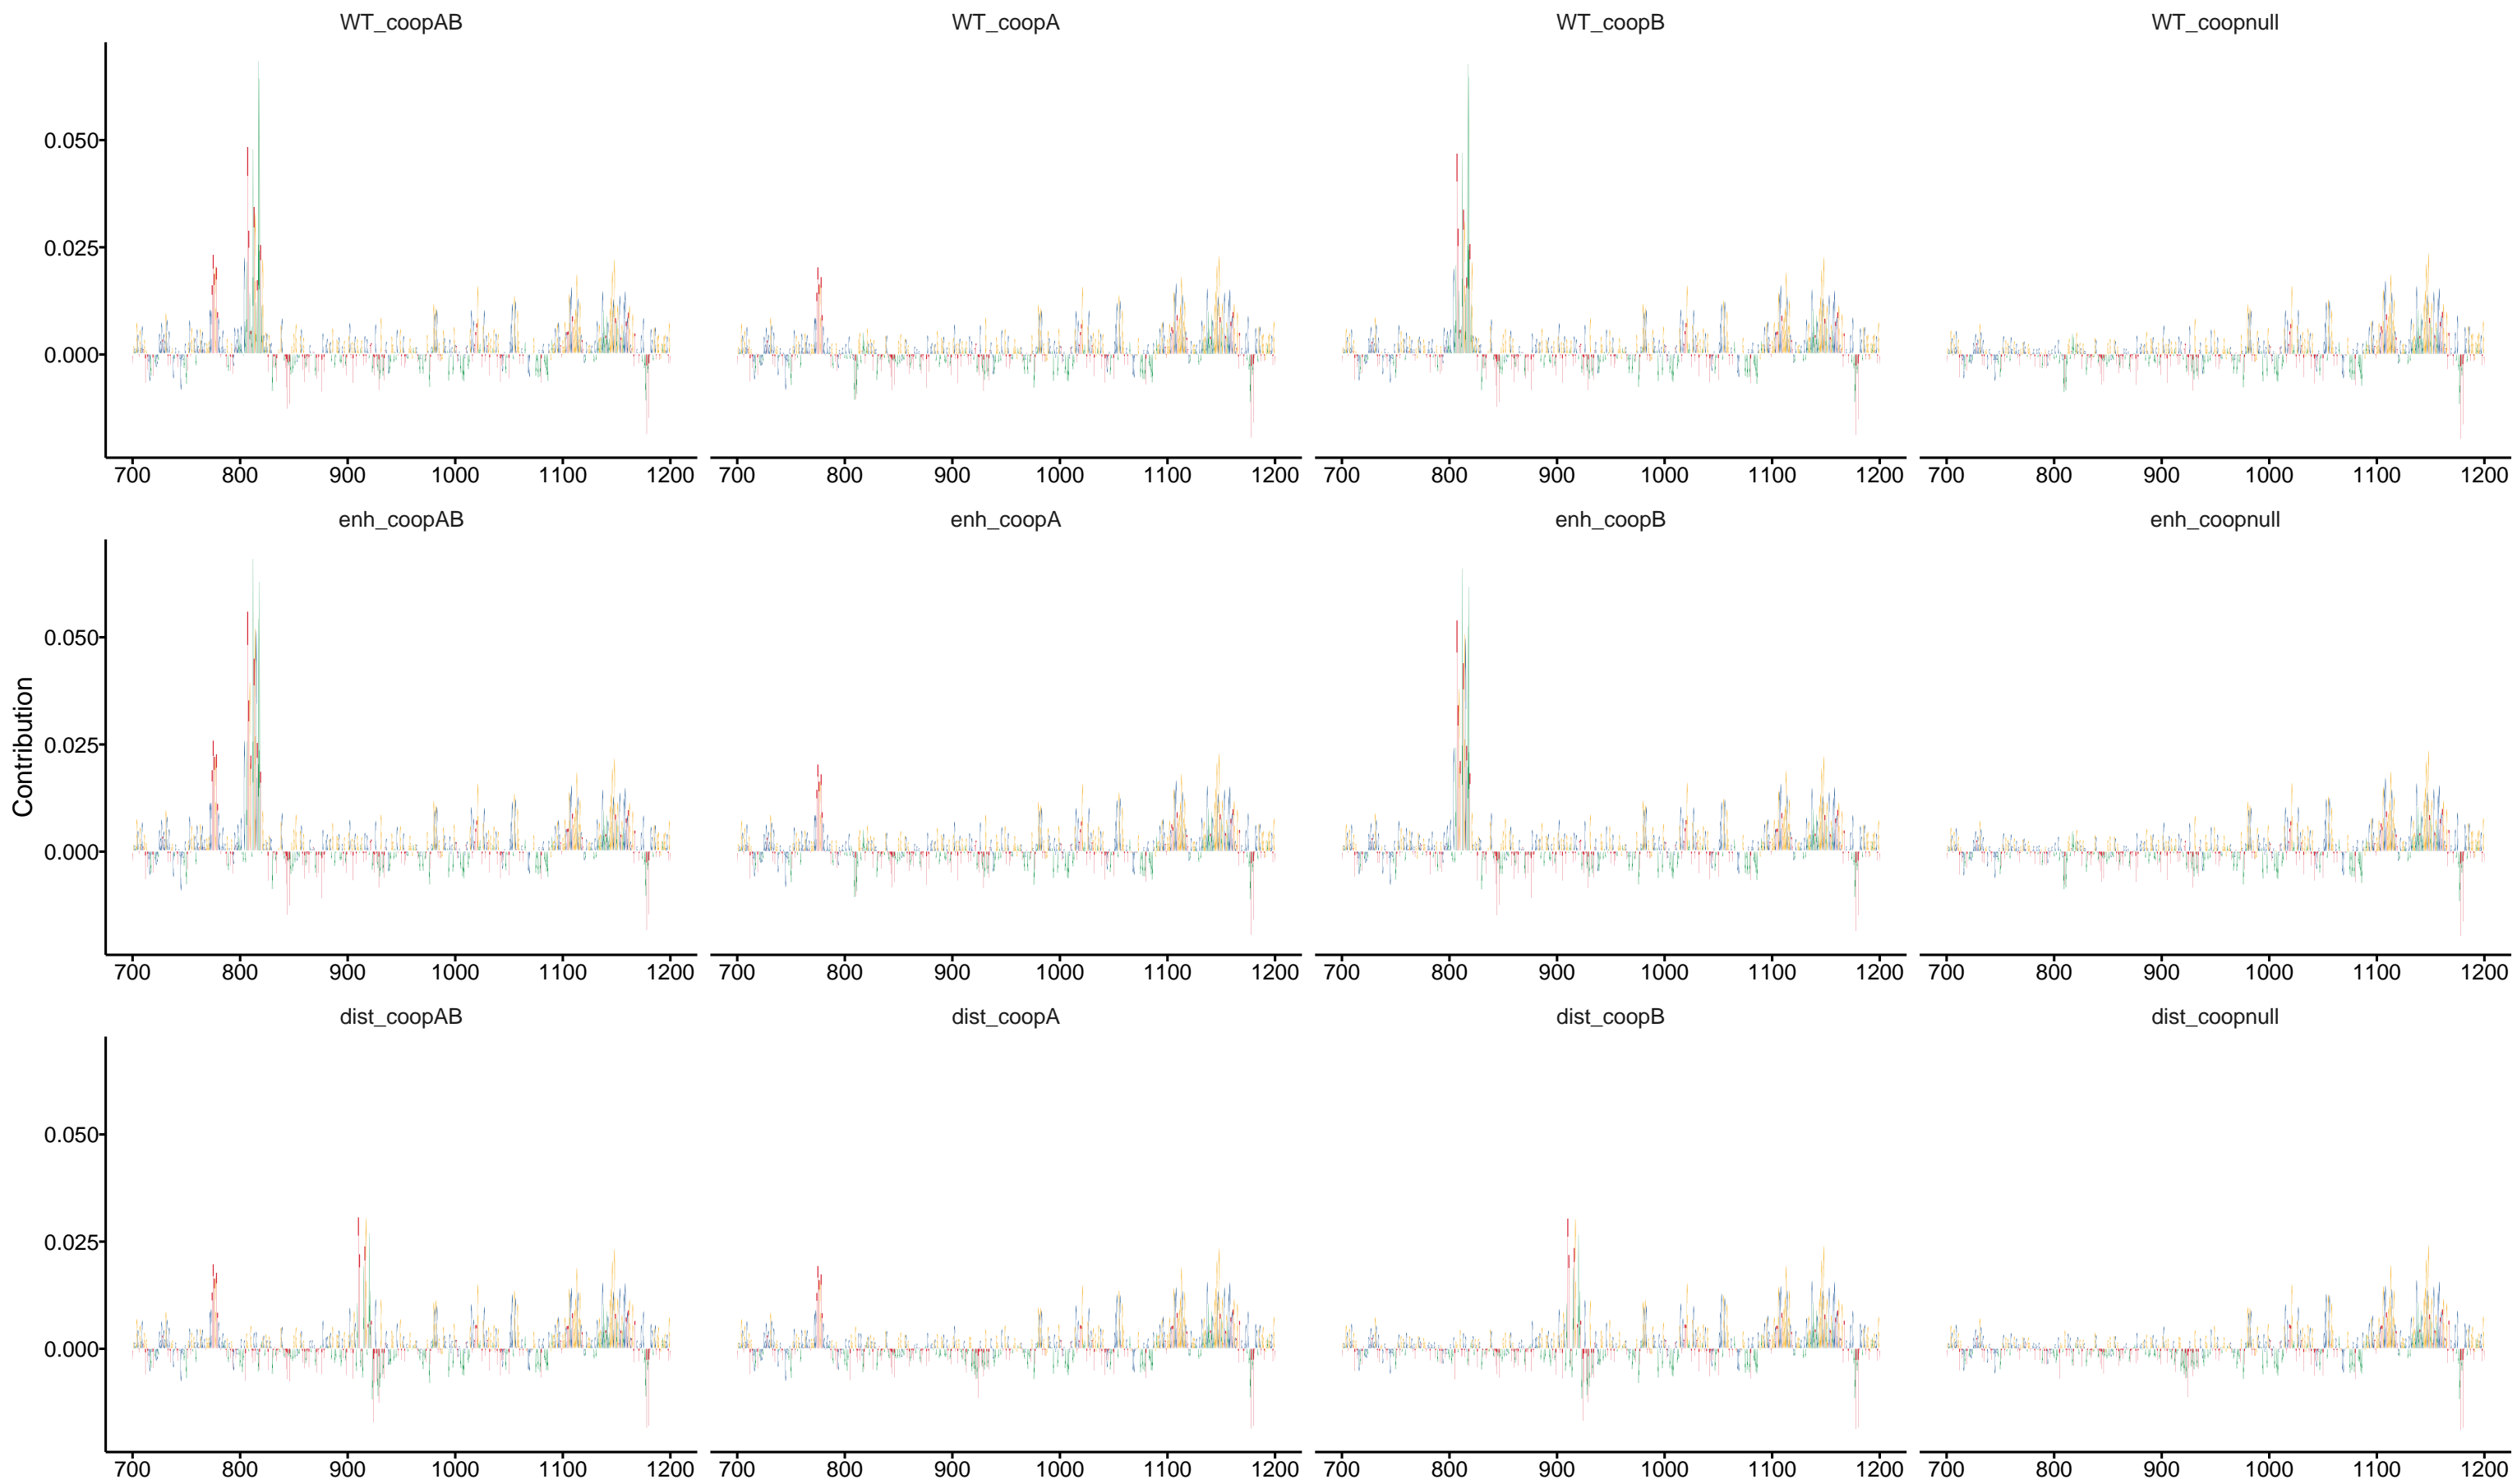 WT_coopAB WT_coopA WT_coopB WT_coopnull
0.050
0.025
0.000
700 800 900 1000 1100 1200 700 800 900 1000 1100 1200 700 800 900 1000 1100 1200 700 800 900 1000 1100 1200
enh_coopAB enh_coopA enh_coopB enh_coopnull
Contribution
0.050
0.025
0.000
700 800 900 1000 1100 1200 700 800 900 1000 1100 1200 700 800 900 1000 1100 1200 700 800 900 1000 1100 1200
dist_coopAB dist_coopA dist_coopB dist_coopnull
0.050
0.025
0.000
700 800 900 1000 1100 1200 700 800 900 1000 1100 1200 700 800 900 1000 1100 1200 700 800 900 1000 1100 1200